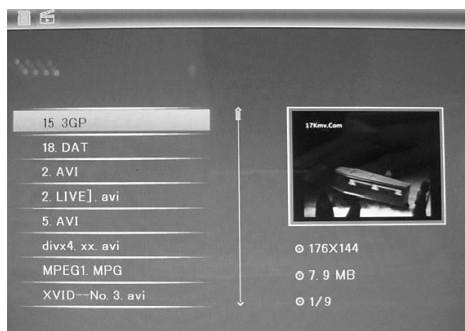 15. 3GP
18. DAT
2. AVI
2. LIVE]. avi
5. AVI
divx4. xx. avi
MPEG1. MPG
XVID--No. 3. avi
17Kmv.Com
176X144
7. 9 MB
1/9